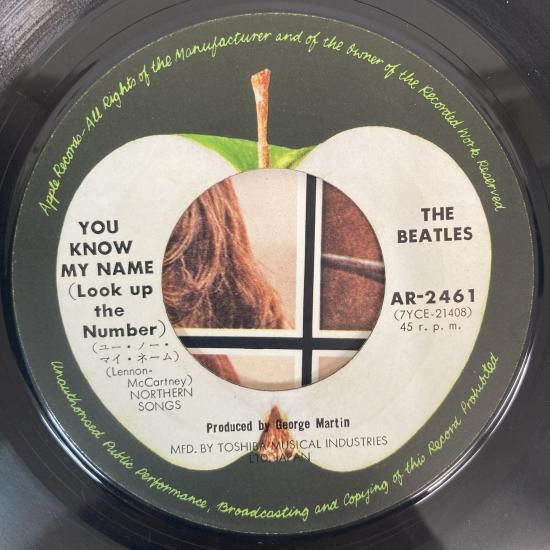 Apple Records-All Rights of the Manufacturer and of the Owner of the Recorded Work Reserved
YOU
KNOW
MY NAME
(Look up
the
Number)
(ユー・ノー・
マイ・ネーム)
(Lennon-
McCartney)
NORTHERN
SONGS
THE
BEATLES
AR-2461
(7YCE-21408)
45 r. p. m.
Produced by George Martin
MFD. BY TOSHIBA MUSICAL INDUSTRIES
LTD. JAPAN
Unauthorised Public Performance, Broadcasting and Copying of this Record Prohibited